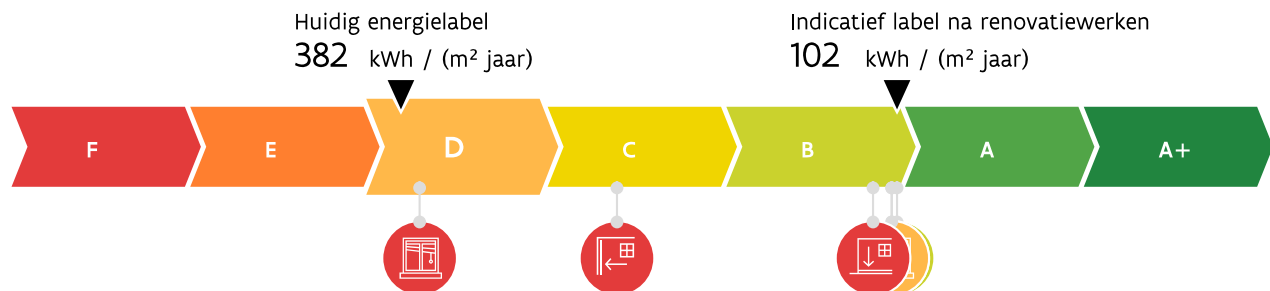 Huidig energielabel
382 kWh / (m² jaar)
Indicatief label na renovatiewerken
102 kWh / (m² jaar)
F E D C B A A+